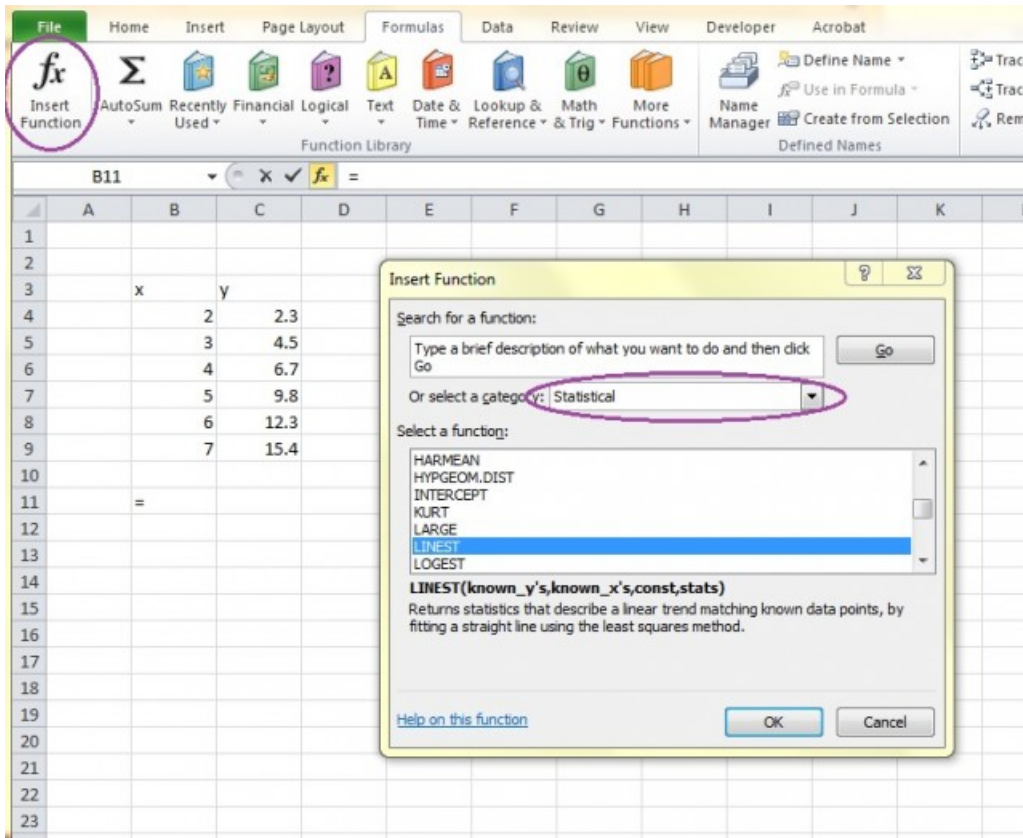 File Home Insert Page Layout Formulas Data Review View Developer Acrobat
fx Insert Function
Σ AutoSum
Recently Used
Financial
Logical
Text
Date & Time
Lookup & Reference
Math & Trig
More Functions
Function Library
Name Manager
Define Name
Use in Formula
Create from Selection
Defined Names
Trac
Trac
Rem
B11 fx =
A B C D E F G H I J K
1
2
3 x y
4 2 2.3
5 3 4.5
6 4 6.7
7 5 9.8
8 6 12.3
9 7 15.4
10
11 =
12
13
14
15
16
17
18
19
20
21
22
23
Insert Function
Search for a function:
Type a brief description of what you want to do and then click
Go
Go
Or select a category: Statistical
Select a function:
HARMEAN
HYPGEOM.DIST
INTERCEPT
KURT
LARGE
LINEST
LOGEST
LINEST(known_y's,known_x's,const,stats)
Returns statistics that describe a linear trend matching known data points, by
fitting a straight line using the least squares method.
Help on this function
OK Cancel